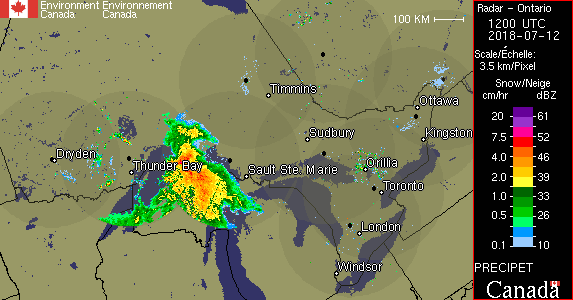 Environment Environnement
Canada Canada
100 KM
Timmins
Ottawa
Sudbury
Kingston
Dryden
Thunder Bay
Sault Ste. Marie
Orillia
Toronto
London
Windsor
Radar - Ontario
1200 UTC
2018-07-12
Scale/Échelle:
3.5 km/Pixel
Snow/Neige
cm/hr dBZ
20 61
7.5 52
4.0 46
2.0 39
1.0 33
0.5 26
0.1 10
PRECIPET
Canada